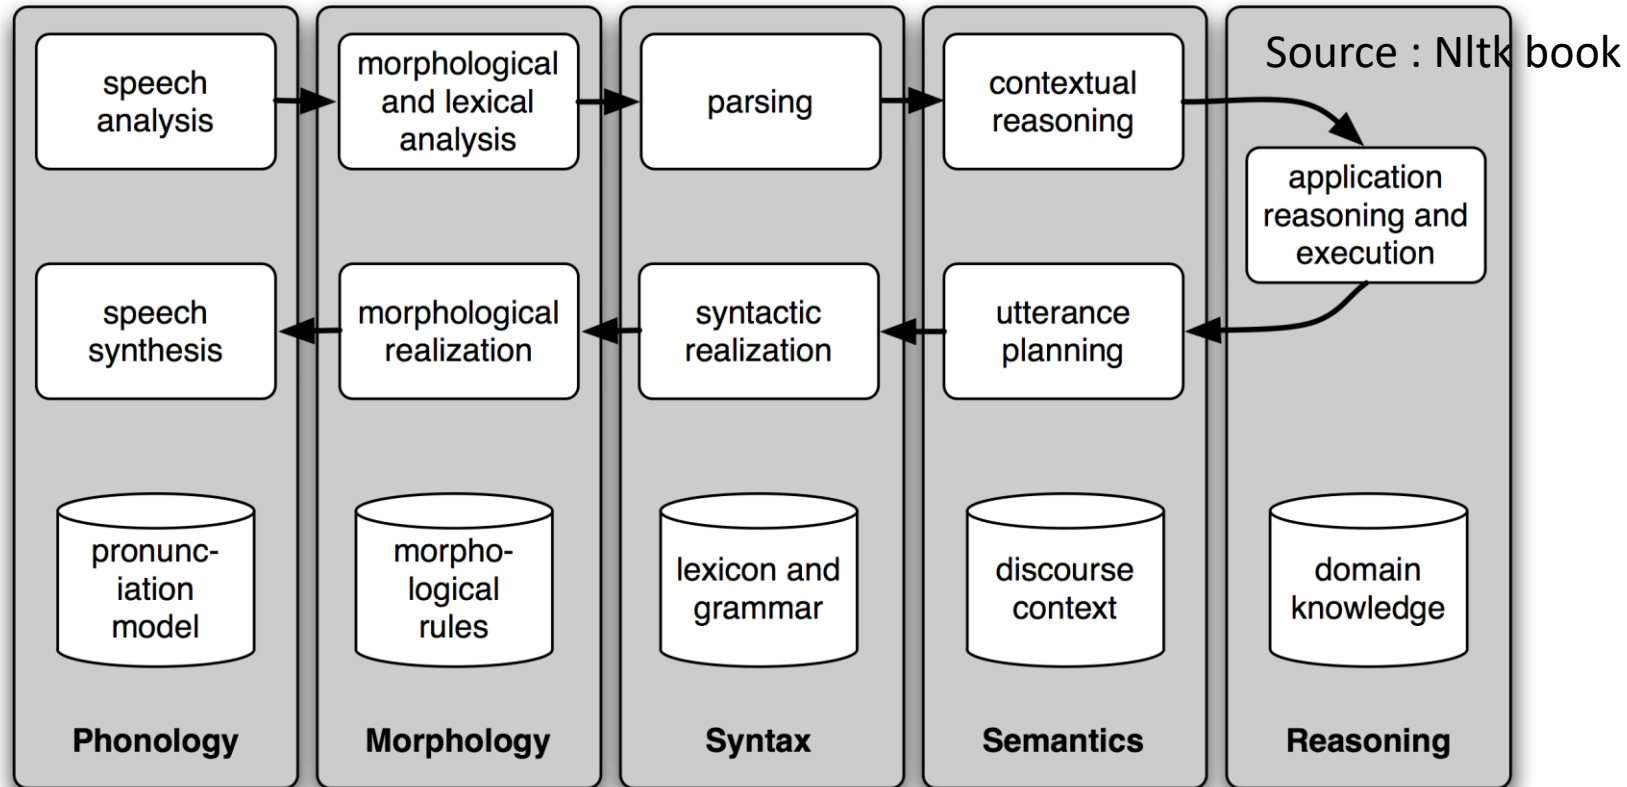 Source : Nltk book
speech
analysis
morphological
and lexical
analysis
parsing
contextual
reasoning
application
reasoning and
execution
speech
synthesis
morphological
realization
syntactic
realization
utterance
planning
pronunc-
iation
model
morpho-
logical
rules
lexicon and
grammar
discourse
context
domain
knowledge
Phonology
Morphology
Syntax
Semantics
Reasoning